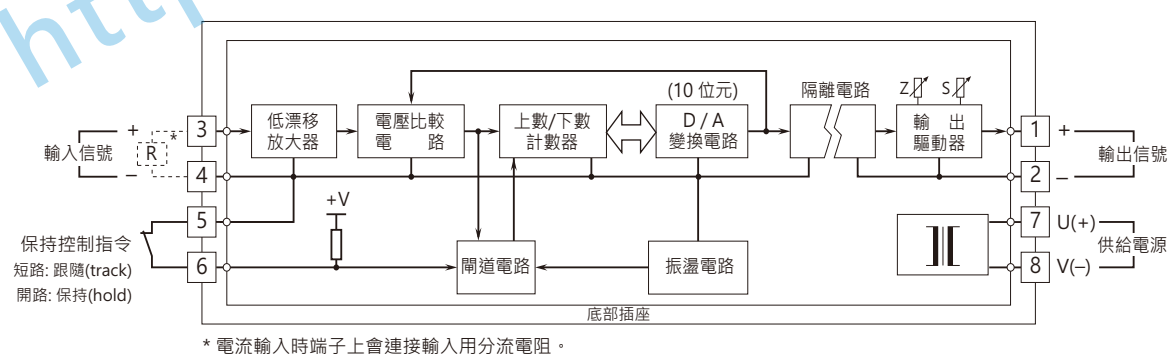 http
(10 位元)
隔離電路
Z
S
3
低漂移
放大器
電壓比較
電 路
上數/下數
計數器
D / A
變換電路
輸 出
驅動器
1
+
輸出信號
2
–
+
*
輸入信號
R
–
4
5
+V
保持控制指令
短路: 跟隨(track)
開路: 保持(hold)
6
閘道電路
振盪電路
7
U(+)
供給電源
8
V(–)
底部插座
* 電流輸入時端子上會連接輸入用分流電阻。